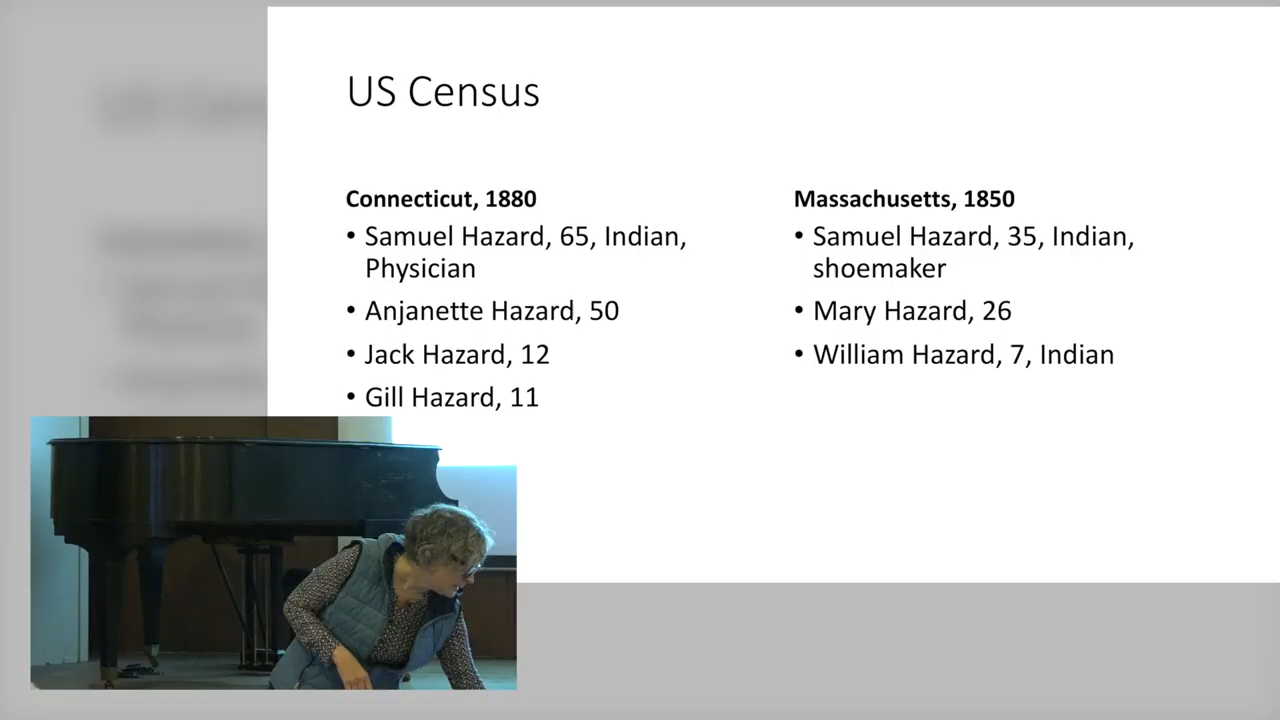 US Census
Connecticut, 1880
• Samuel Hazard, 65, Indian,
Physician
• Anjanette Hazard, 50
• Jack Hazard, 12
• Gill Hazard, 11
Massachusetts, 1850
• Samuel Hazard, 35, Indian,
shoemaker
• Mary Hazard, 26
• William Hazard, 7, Indian